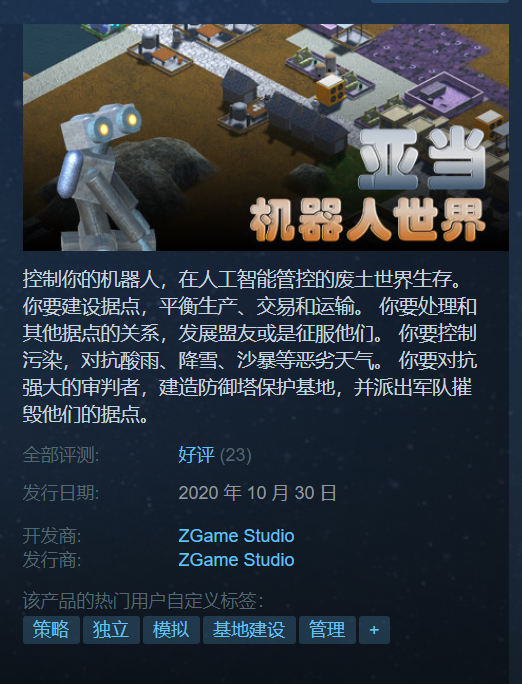 亚当
机器人世界
控制你的机器人，在人工智能管控的废土世界生存。
你要建设据点，平衡生产、交易和运输。 你要处理和
其他据点的关系，发展盟友或是征服他们。 你要控制
污染，对抗酸雨、降雪、沙暴等恶劣天气。 你要对抗
强大的审判者，建造防御塔保护基地，并派出军队摧
毁他们的据点。
全部评测: 好评 (23)
发行日期: 2020 年 10 月 30 日
开发商: ZGame Studio
发行商: ZGame Studio
该产品的热门用户自定义标签：
策略 独立 模拟 基地建设 管理 +